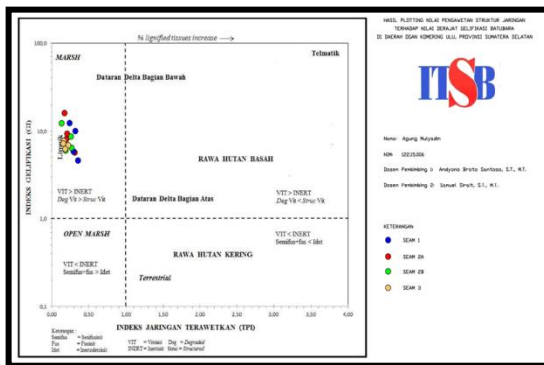 % lignified tissues increase
MARSH
Telmatik
Dataran Delta Bagian Bawah
RAWA HUTAN BASAH
Limnik
VIT > INERT
Deg Vit > Struc Vit
Dataran Delta Bagian Atas
VIT > INERT
Deg Vit < Struc Vit
OPEN MARSH
VIT < INERT
Semifus+fus > Idet
RAWA HUTAN KERING
VIT < INERT
Semifus+fus < Idet
Terrestrial
INDEKS GELIFIKASI (GI)
100,0
10,0
1,0
0,1
0,00 0,50 1,00 1,50 2,00 2,50 3,00 3,50 4,00
INDEKS JARINGAN TERAWETKAN (TPI)
Keterangan :
Semifus = Semifusinit
Fus = Fusinit
Idet = Inertodetrinit
VIT = Vitrinit Deg = Degraded
INERT = Inertinit Struc = Structured
HASIL PLOTTING NILAI PENGAWETAN STRUKTUR JARINGAN
TERHADAP NILAI DERAJAT GELIFIKASI BATUBARA
DI DAERAH OGAN KOMERING ULU, PROVINSI SUMATERA SELATAN
ITSB
Nama: Agung Mulyadin
NIM: 12215006
Dosen Pembimbing 1: Andyono Broto Santoso, S.T., M.T.
Dosen Pembimbing 2: Samuel Sirait, S.T., M.T.
KETERANGAN
SEAM 1
SEAM 2A
SEAM 2B
SEAM 3